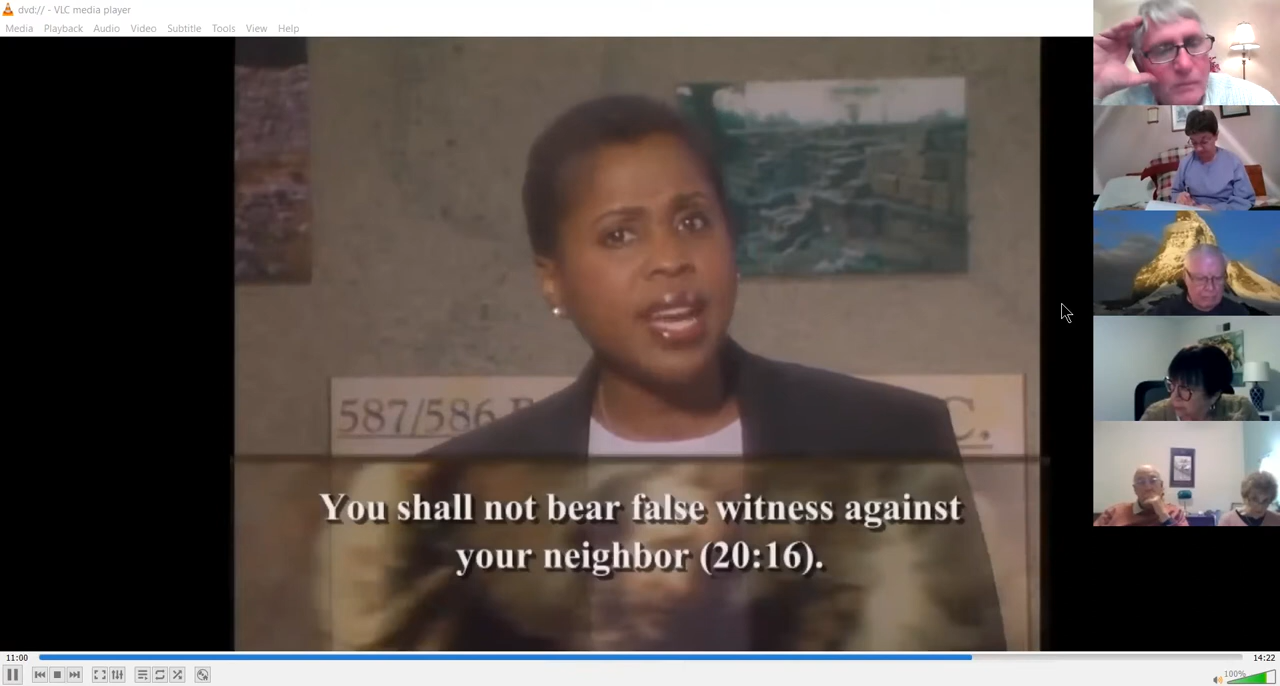 dvd:// - VLC media player
Media Playback Audio Video Subtitle Tools View Help
587/586 B
C.
You shall not bear false witness against
your neighbor (20:16).
11:00
14:22
100%